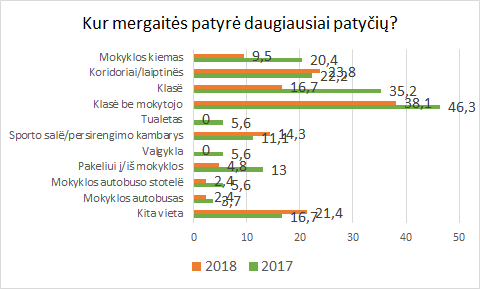 Kur mergaitės patyrė daugiausiai patyčių?
Mokyklos kiemas 9,5 20,4
Koridoriai/laiptinės 23,8 22,2
Klasė 16,7 35,2
Klasė be mokytojo 38,1 46,3
Tualetas 0 5,6
Sporto salė/persirengimo kambarys 14,3 11,1
Valgykla 0 5,6
Pakeliui į/iš mokyklos 4,8 13
Mokyklos autobuso stotelė 2,4 5,6
Mokyklos autobusas 2,4 3,7
Kita vieta 21,4 16,7
0 10 20 30 40 50
2018 2017